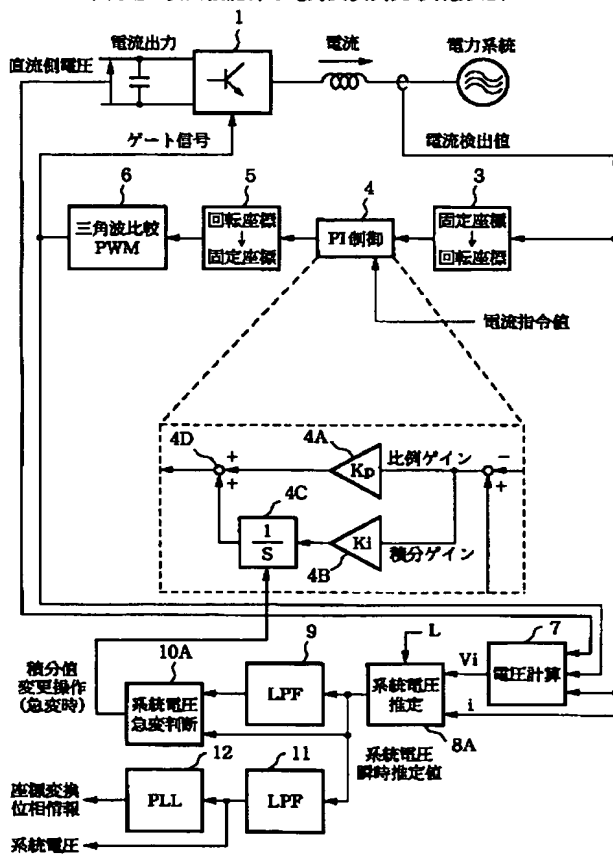 1
電流出力
電流
電力系統
直流側電圧
ゲート信号
電流検出値
6
5
4
3
三角波比較
PWM
回転座標
↓
固定座標
PI制御
固定座標
↓
回転座標
電流指令値
4D
+
+
4A
Kp
比例ゲイン
−
+
4C
1
S
Ki
4B
積分ゲイン
積分値
変更操作
(急変時)
10A
系統電圧
急変判断
9
LPF
L
系統電圧
推定
8A
Vi
i
7
電圧計算
系統電圧
瞬時推定値
12
11
座標変換
位相情報
PLL
LPF
系統電圧